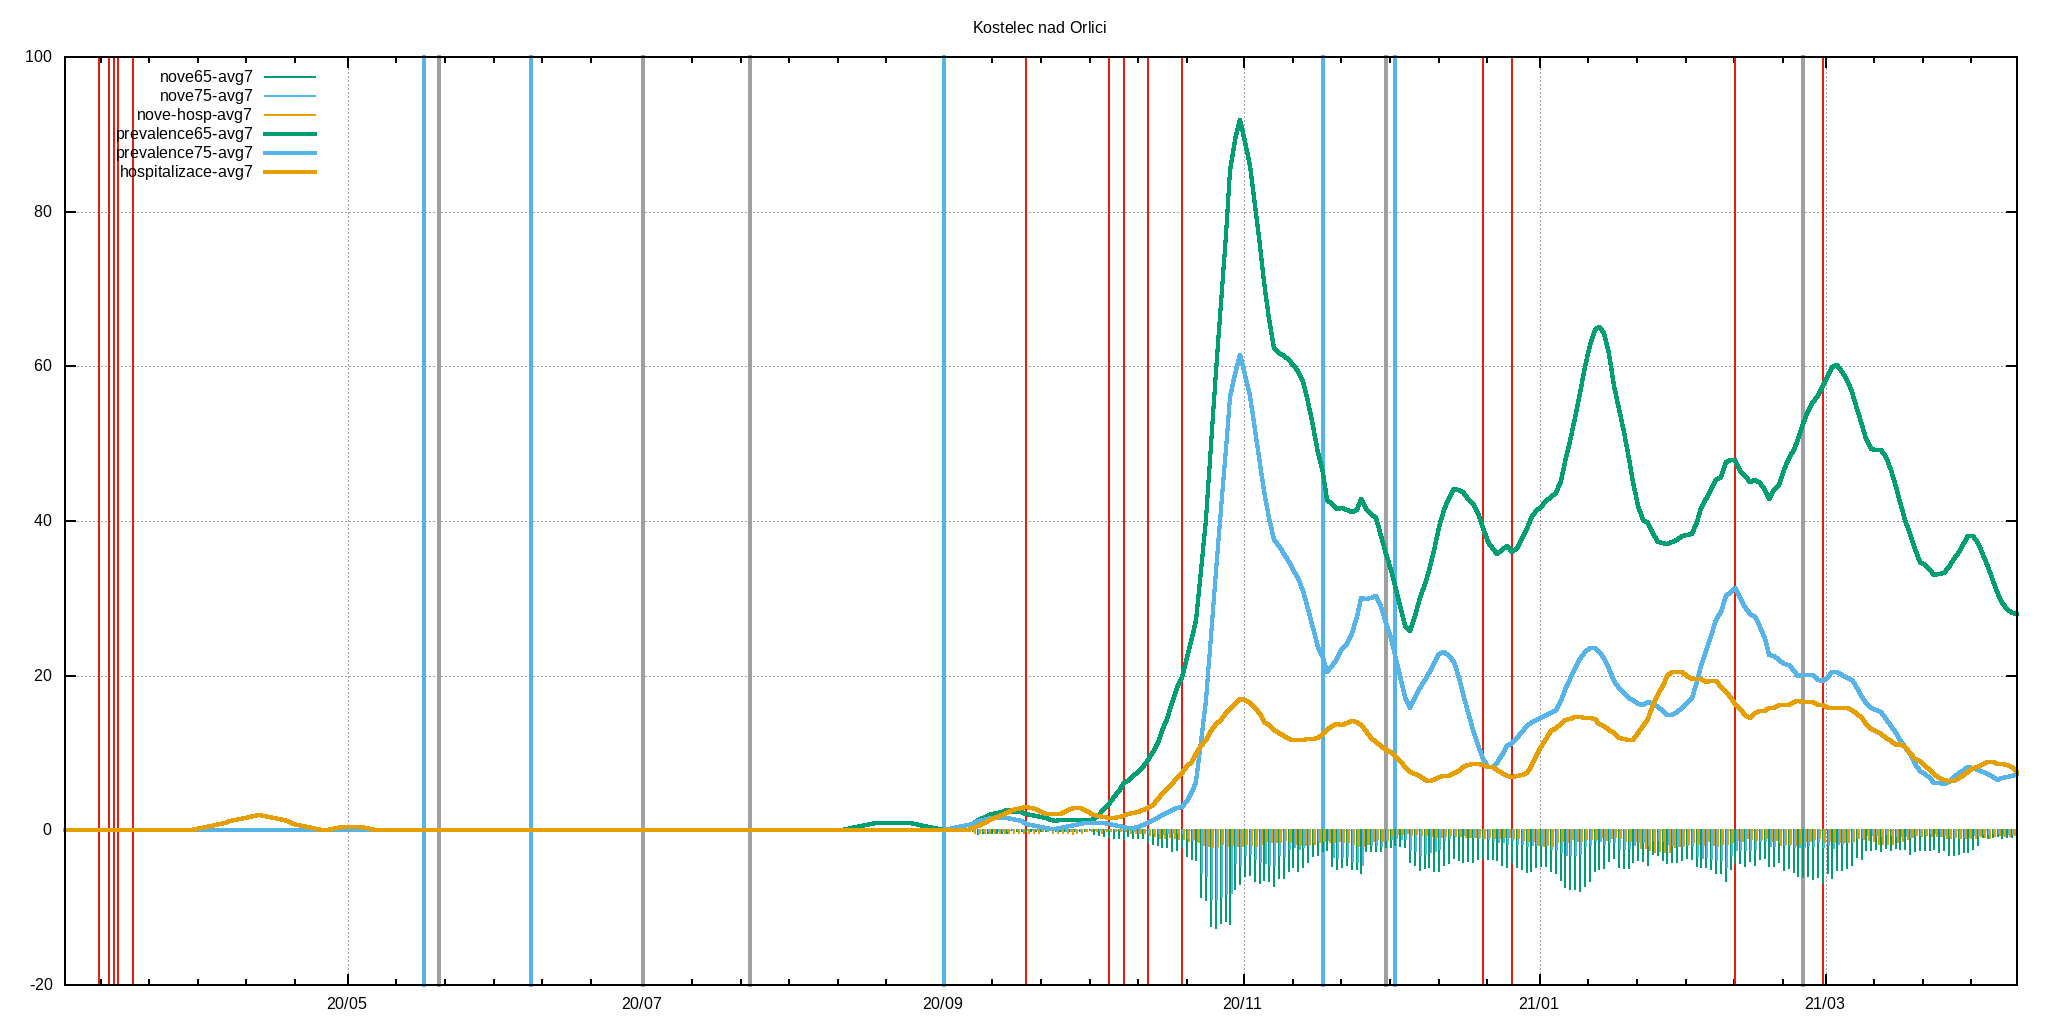 Kostelec nad Orlici
100
80
60
40
20
0
-20
nove65-avg7
nove75-avg7
nove-hosp-avg7
prevalence65-avg7
prevalence75-avg7
hospitalizace-avg7
20/05
20/07
20/09
20/11
21/01
21/03